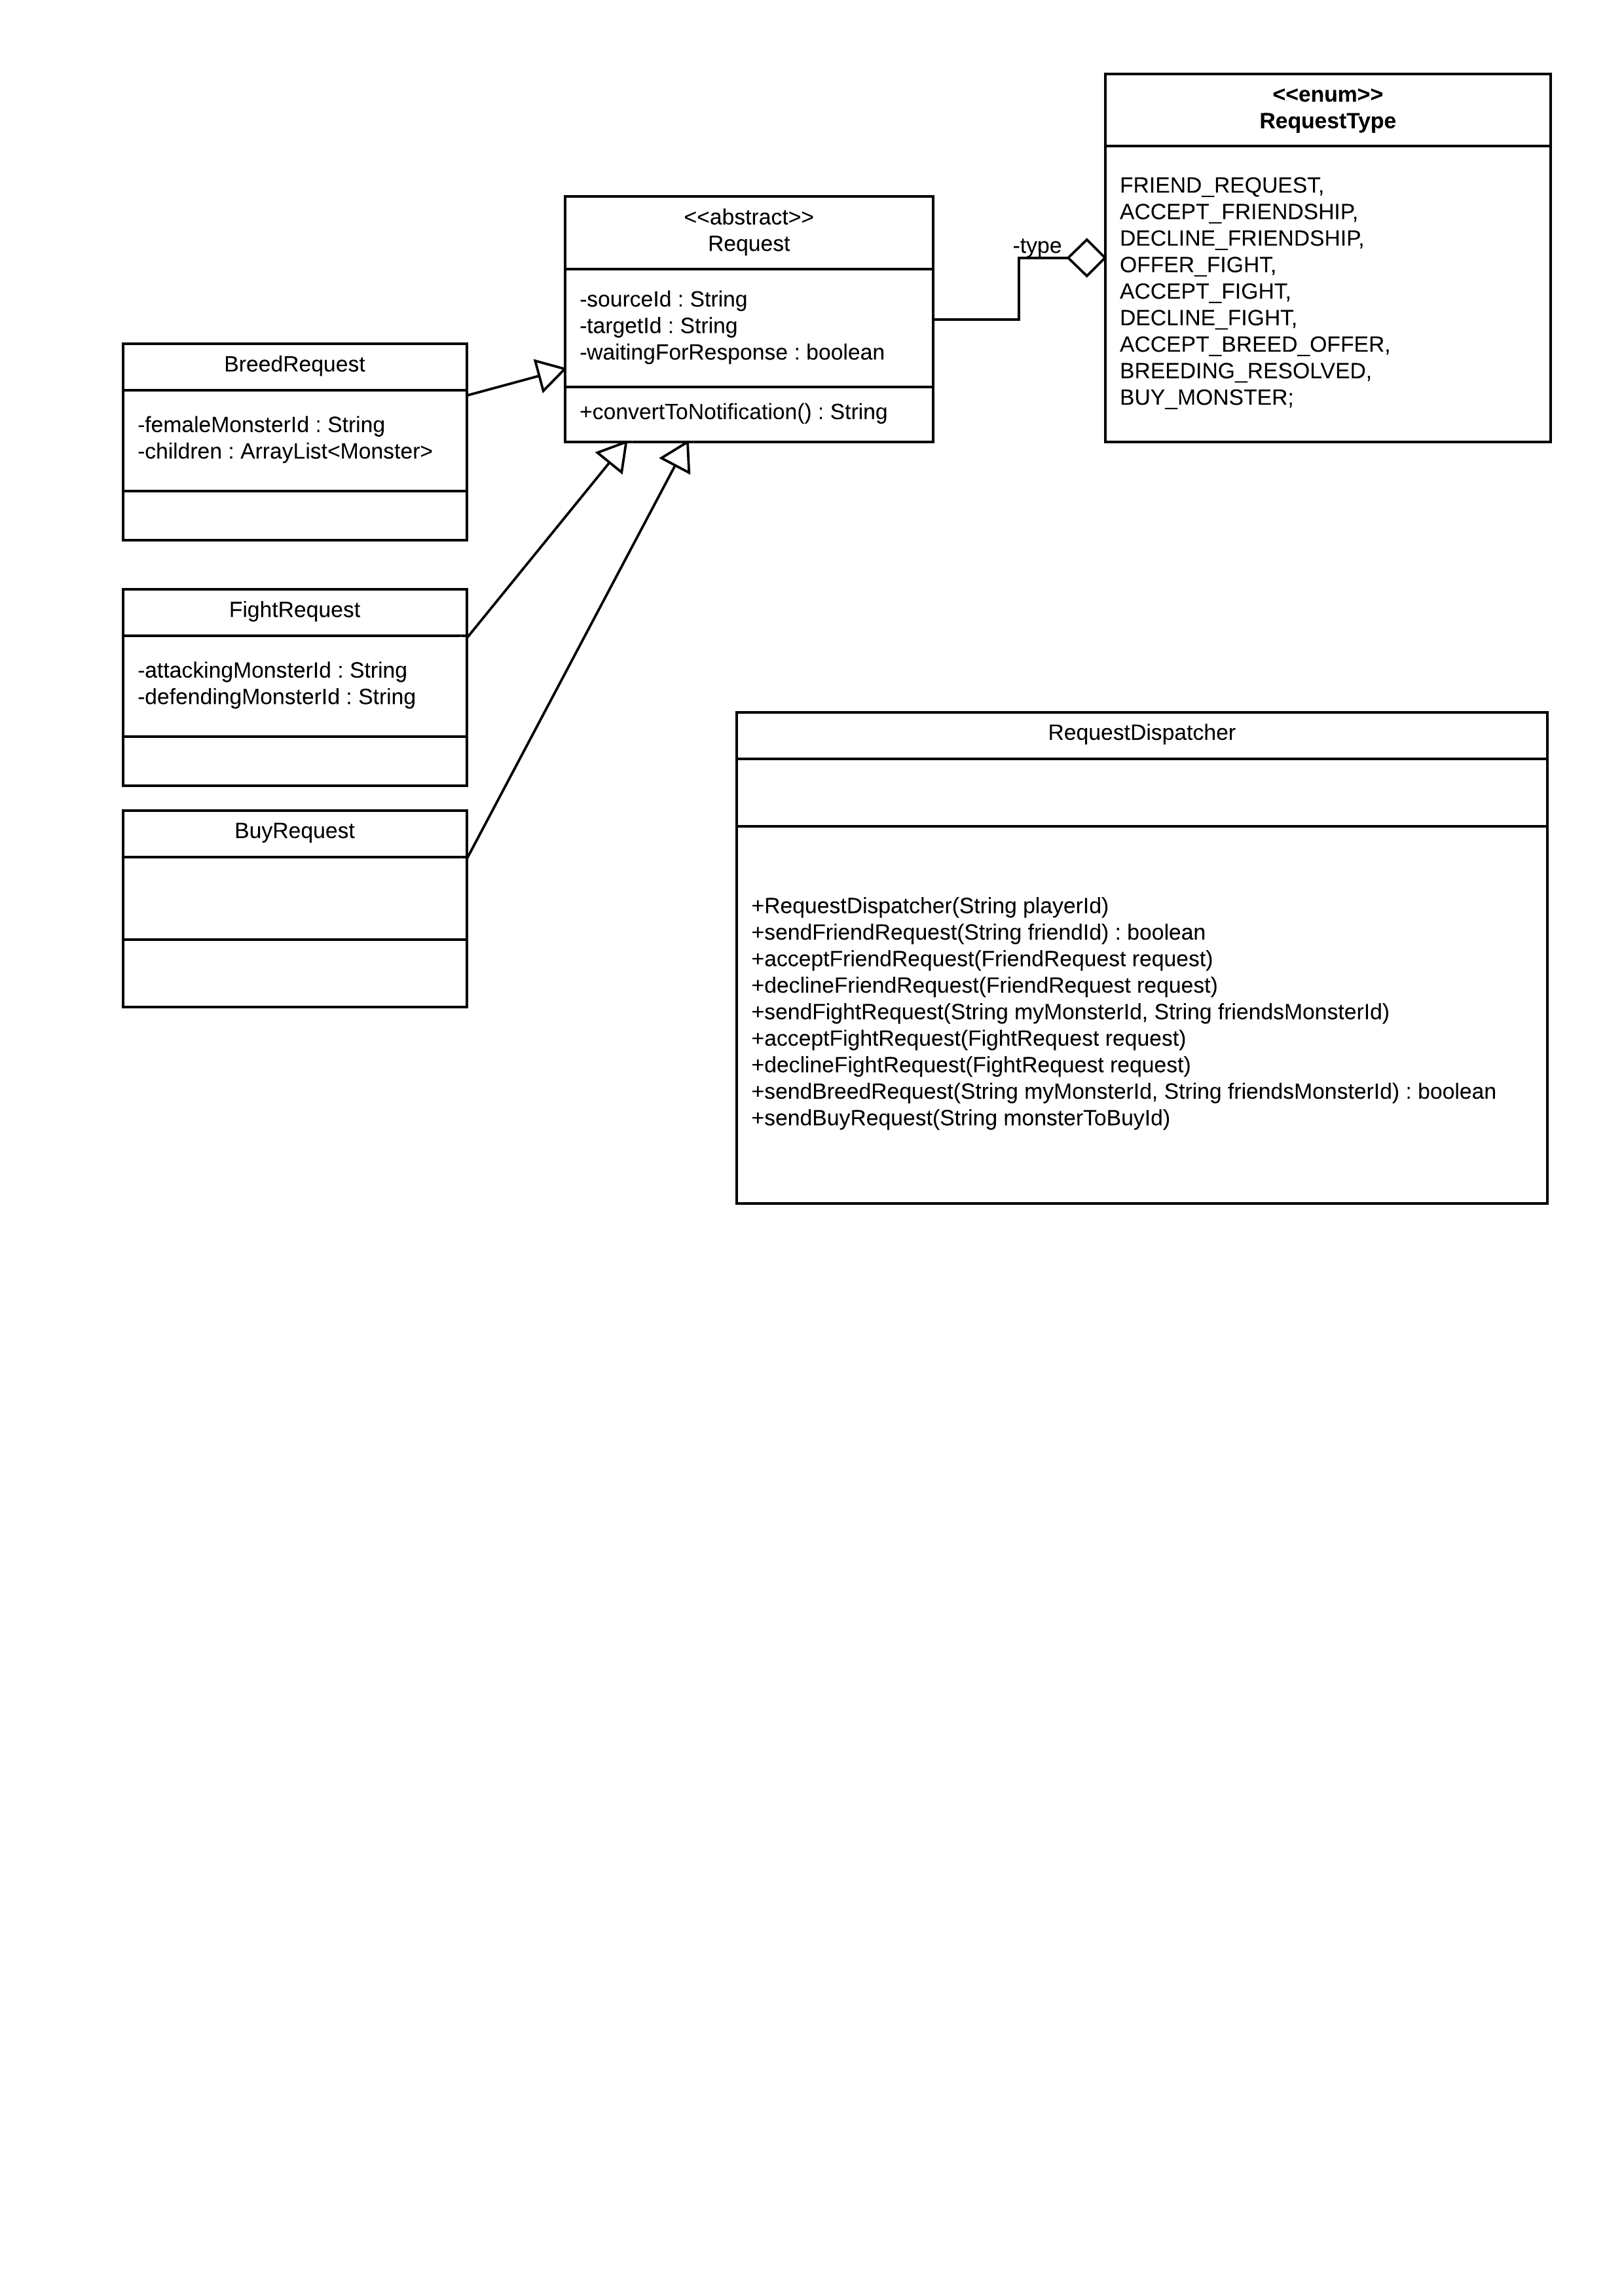 <<enum>>
RequestType
FRIEND_REQUEST,
ACCEPT_FRIENDSHIP,
DECLINE_FRIENDSHIP,
OFFER_FIGHT,
ACCEPT_FIGHT,
DECLINE_FIGHT,
ACCEPT_BREED_OFFER,
BREEDING_RESOLVED,
BUY_MONSTER;
<<abstract>>
Request
-sourceId : String
-targetId : String
-waitingForResponse : boolean
+convertToNotification() : String
-type
BreedRequest
-femaleMonsterId : String
-children : ArrayList<Monster>
FightRequest
-attackingMonsterId : String
-defendingMonsterId : String
BuyRequest
RequestDispatcher
+RequestDispatcher(String playerId)
+sendFriendRequest(String friendId) : boolean
+acceptFriendRequest(FriendRequest request)
+declineFriendRequest(FriendRequest request)
+sendFightRequest(String myMonsterId, String friendsMonsterId)
+acceptFightRequest(FightRequest request)
+declineFightRequest(FightRequest request)
+sendBreedRequest(String myMonsterId, String friendsMonsterId) : boolean
+sendBuyRequest(String monsterToBuyId)